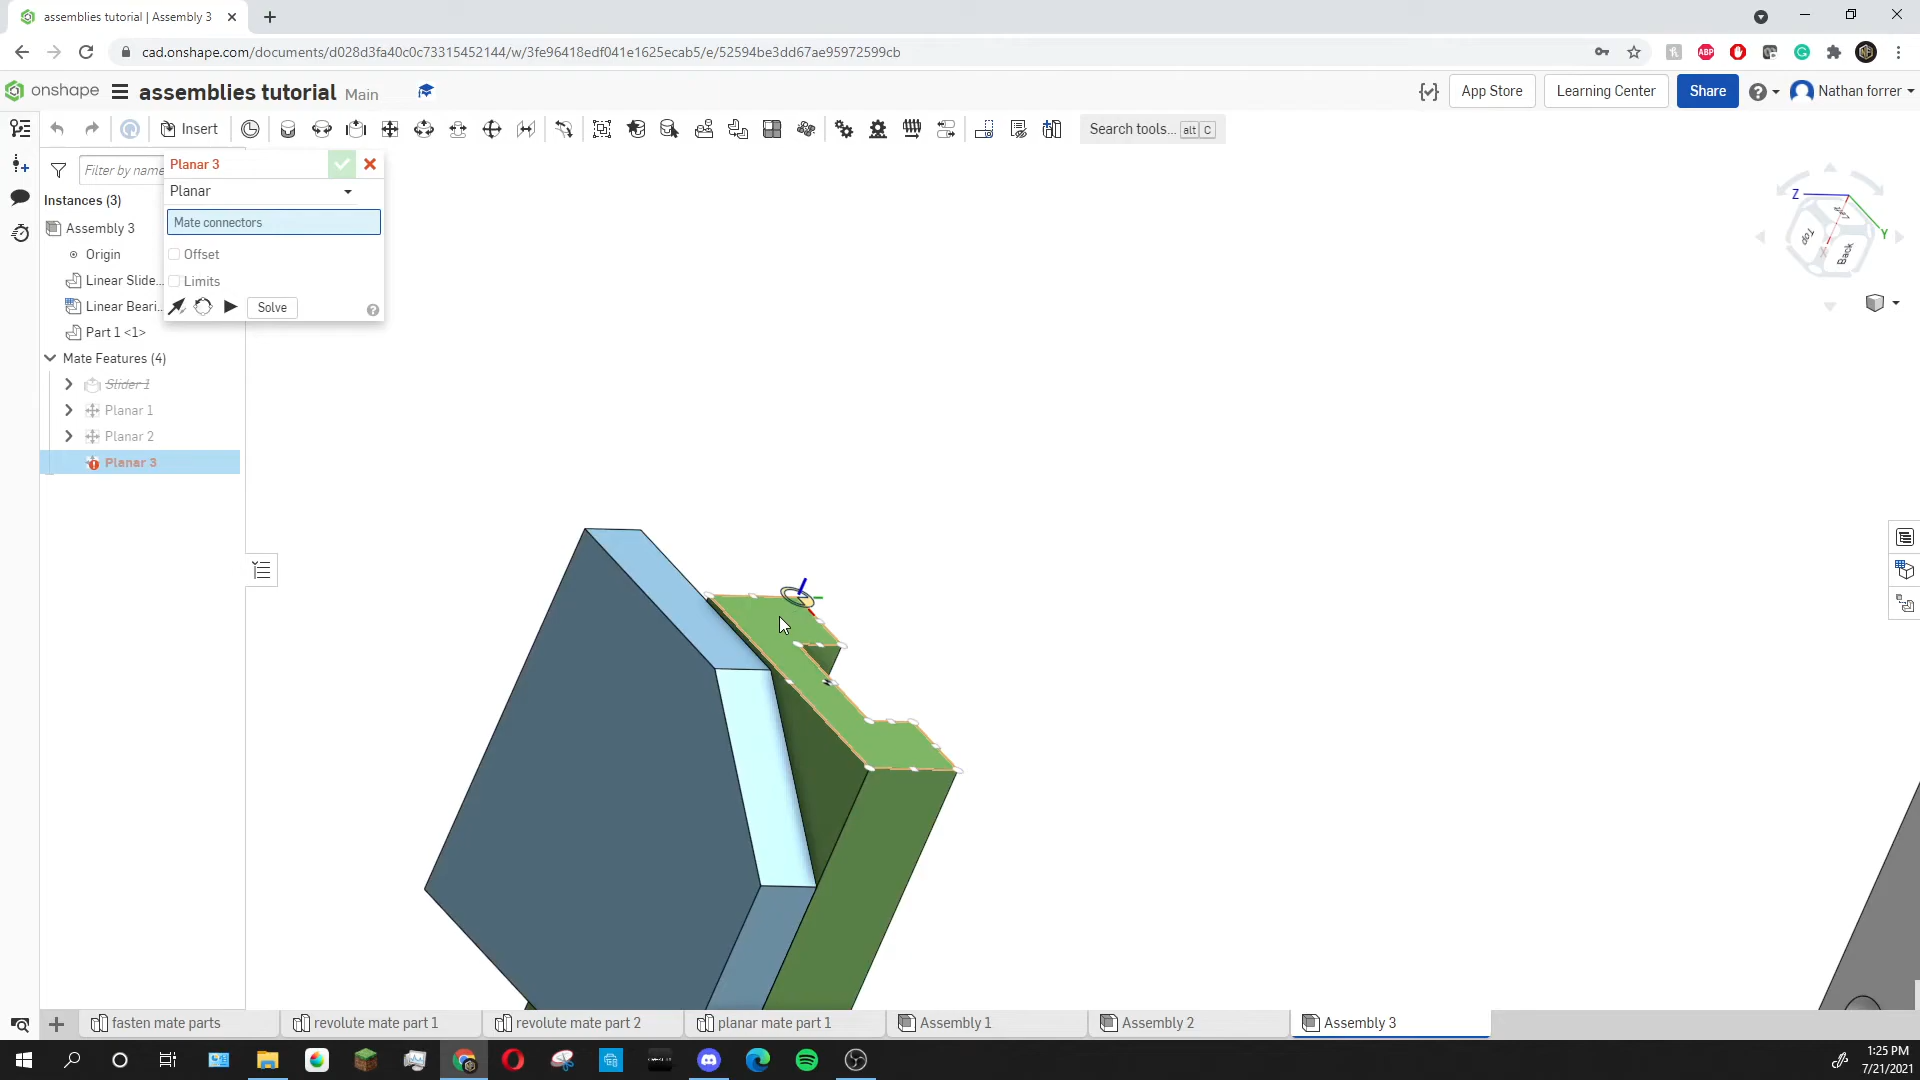 assemblies tutorial | Assembly 3
cad.onshape.com/documents/d028d3fa40c0c73315452144/w/3fe96418edf041e1625ecab5/e/52594be3dd67ae95972599cb
ABP
onshape
assemblies tutorial Main
App Store
Learning Center
Share
Nathan forrer
Insert
Search tools... alt C
Filter by name
Planar 3
Planar
Mate connectors
Offset
Limits
Solve
Instances (3)
Assembly 3
Origin
Linear Slide...
Linear Beari...
Part 1 <1>
Mate Features (4)
Slider 1
Planar 1
Planar 2
Planar 3
Z
Y
X
Left
Top
Back
fasten mate parts
revolute mate part 1
revolute mate part 2
planar mate part 1
Assembly 1
Assembly 2
Assembly 3
1:25 PM
7/21/2021